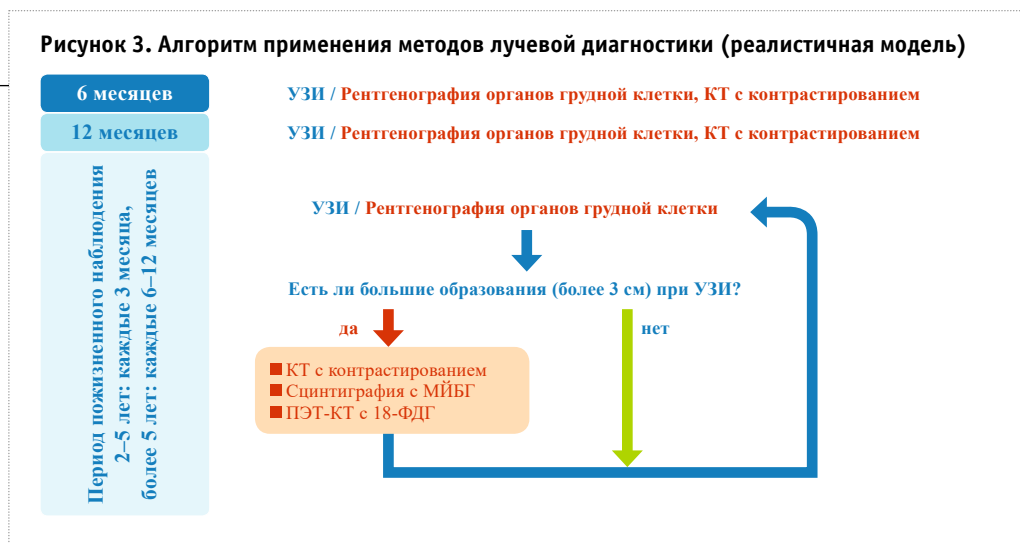 Рисунок 3. Алгоритм применения методов лучевой диагностики (реалистичная модель)
6 месяцев
УЗИ / Рентгенография органов грудной клетки, КТ с контрастированием
12 месяцев
УЗИ / Рентгенография органов грудной клетки, КТ с контрастированием
Период пожизненного наблюдения
2–5 лет: каждые 3 месяца,
более 5 лет: каждые 6–12 месяцев
УЗИ / Рентгенография органов грудной клетки
Есть ли большие образования (более 3 см) при УЗИ?
да
нет
КТ с контрастированием
Сцинтиграфия с МЙБГ
ПЭТ-КТ с 18-ФДГ